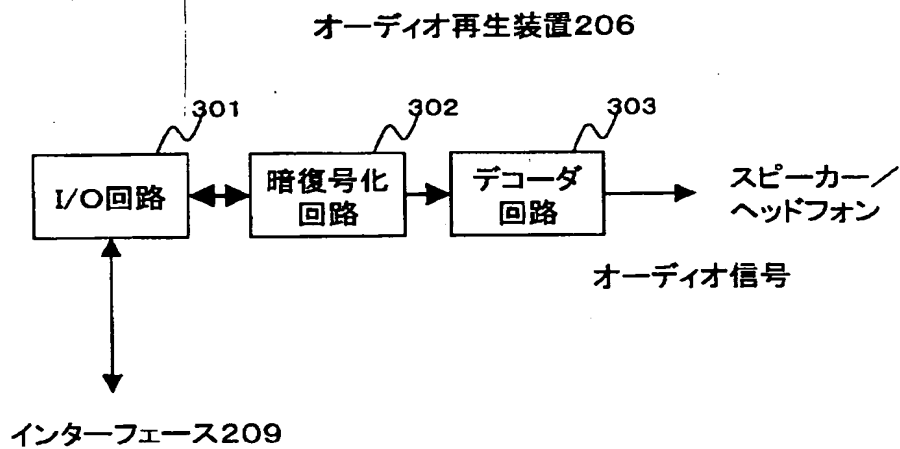 オーディオ再生装置206
301
302
303
I/O回路
暗復号化
回路
デコーダ
回路
スピーカー/
ヘッドフォン
オーディオ信号
インターフェース209